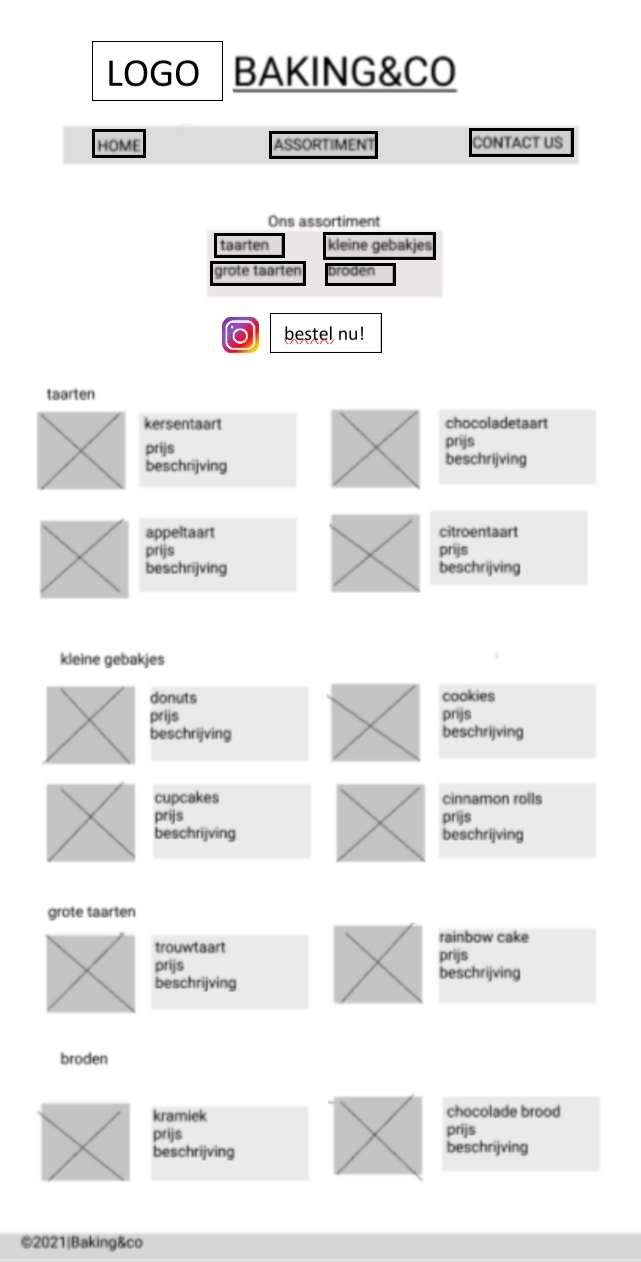 LOGO BAKING&CO
HOME ASSORTIMENT CONTACT US
Ons assortiment
taarten kleine gebakjes
grote taarten broden
bestel nu!
taarten
kersentaart
prijs
beschrijving
chocoladetaart
prijs
beschrijving
appeltaart
prijs
beschrijving
citroentaart
prijs
beschrijving
kleine gebakjes
donuts
prijs
beschrijving
cookies
prijs
beschrijving
cupcakes
prijs
beschrijving
cinnamon rolls
prijs
beschrijving
grote taarten
trouwtaart
prijs
beschrijving
rainbow cake
prijs
beschrijving
broden
kramiek
prijs
beschrijving
chocolade brood
prijs
beschrijving
©2021|Baking&co